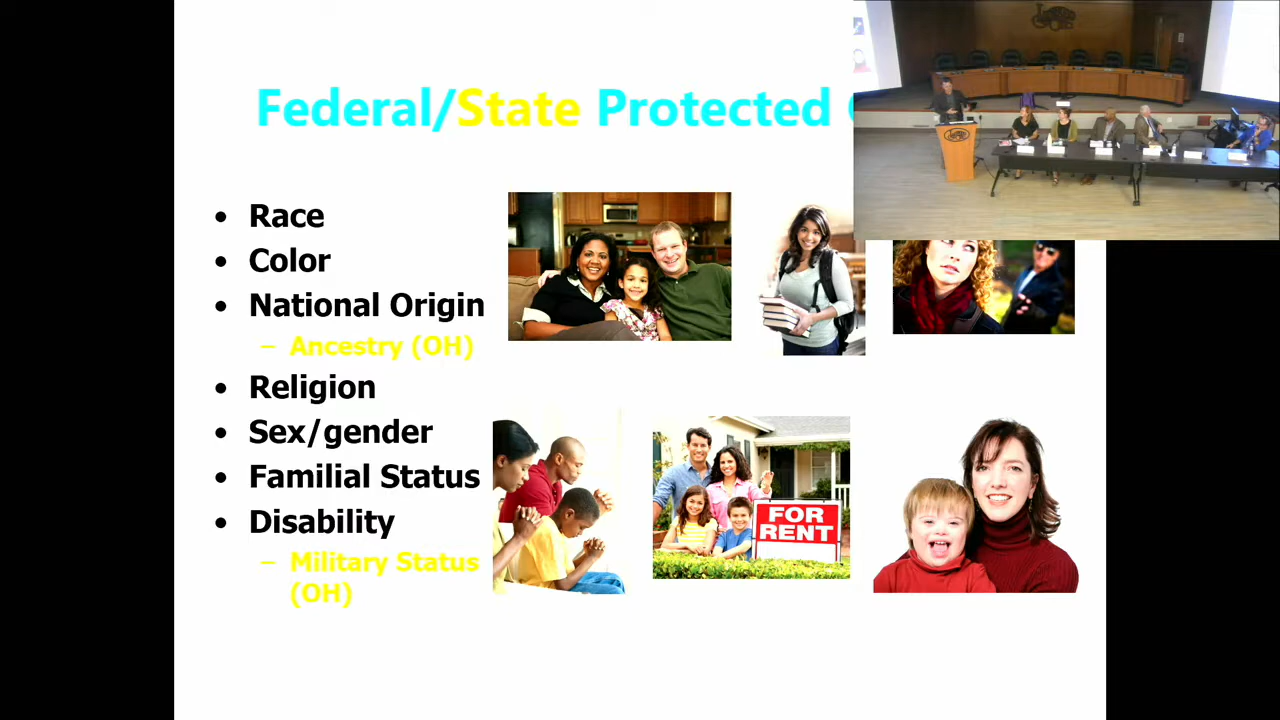 Federal/State Protected
• Race
• Color
• National Origin
– Ancestry (OH)
• Religion
• Sex/gender
• Familial Status
• Disability
– Military Status
(OH)
FOR
RENT